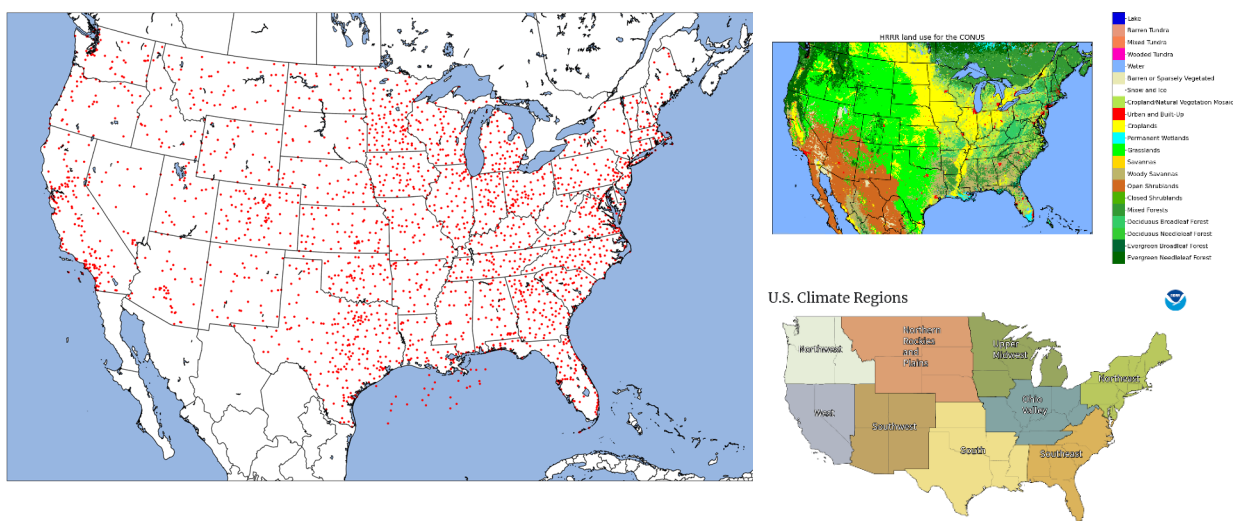 HRRR land use for the CONUS
Lake
Barren Tundra
Mixed Tundra
Wooded Tundra
Water
Barren or Sparsely Vegetated
Snow and Ice
Cropland/Natural Vegetation Mosaic
Urban and Built-Up
Croplands
Permanent Wetlands
Grasslands
Savannas
Woody Savannas
Open Shrublands
Closed Shrublands
Mixed Forests
Deciduous Broadleaf Forest
Deciduous Needleleaf Forest
Evergreen Broadleaf Forest
Evergreen Needleleaf Forest
U.S. Climate Regions
Northwest
Northern
Rockies
and
Plains
Upper
Midwest
Northwest
West
Southwest
Ohio
Valley
South
Southeast